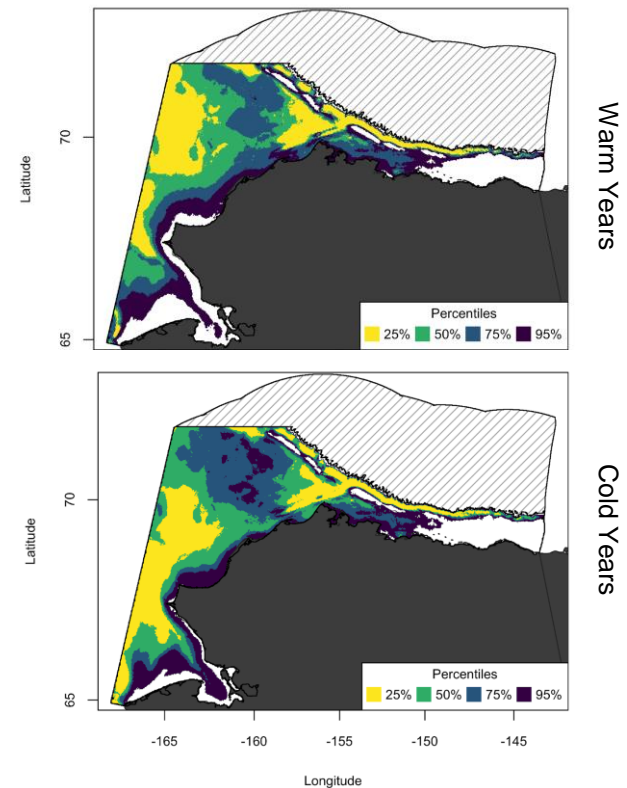 70
65
Latitude
Percentiles
25% 50% 75% 95%
Warm Years
70
65
Latitude
Percentiles
25% 50% 75% 95%
Cold Years
-165 -160 -155 -150 -145
Longitude